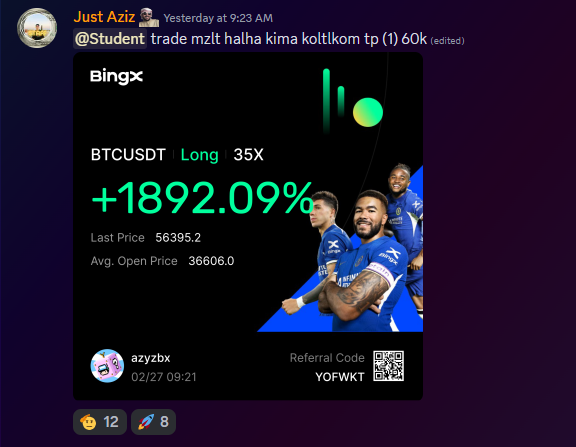 Just Aziz Yesterday at 9:23 AM
@Student trade mzlt halha kima koltlkom tp (1) 60k (edited)
BingX
BTCUSDT Long 35X
+1892.09%
Last Price 56395.2
Avg. Open Price 36606.0
BingX
azyzbx
02/27 09:21
Referral Code
YOFWKT
12 8